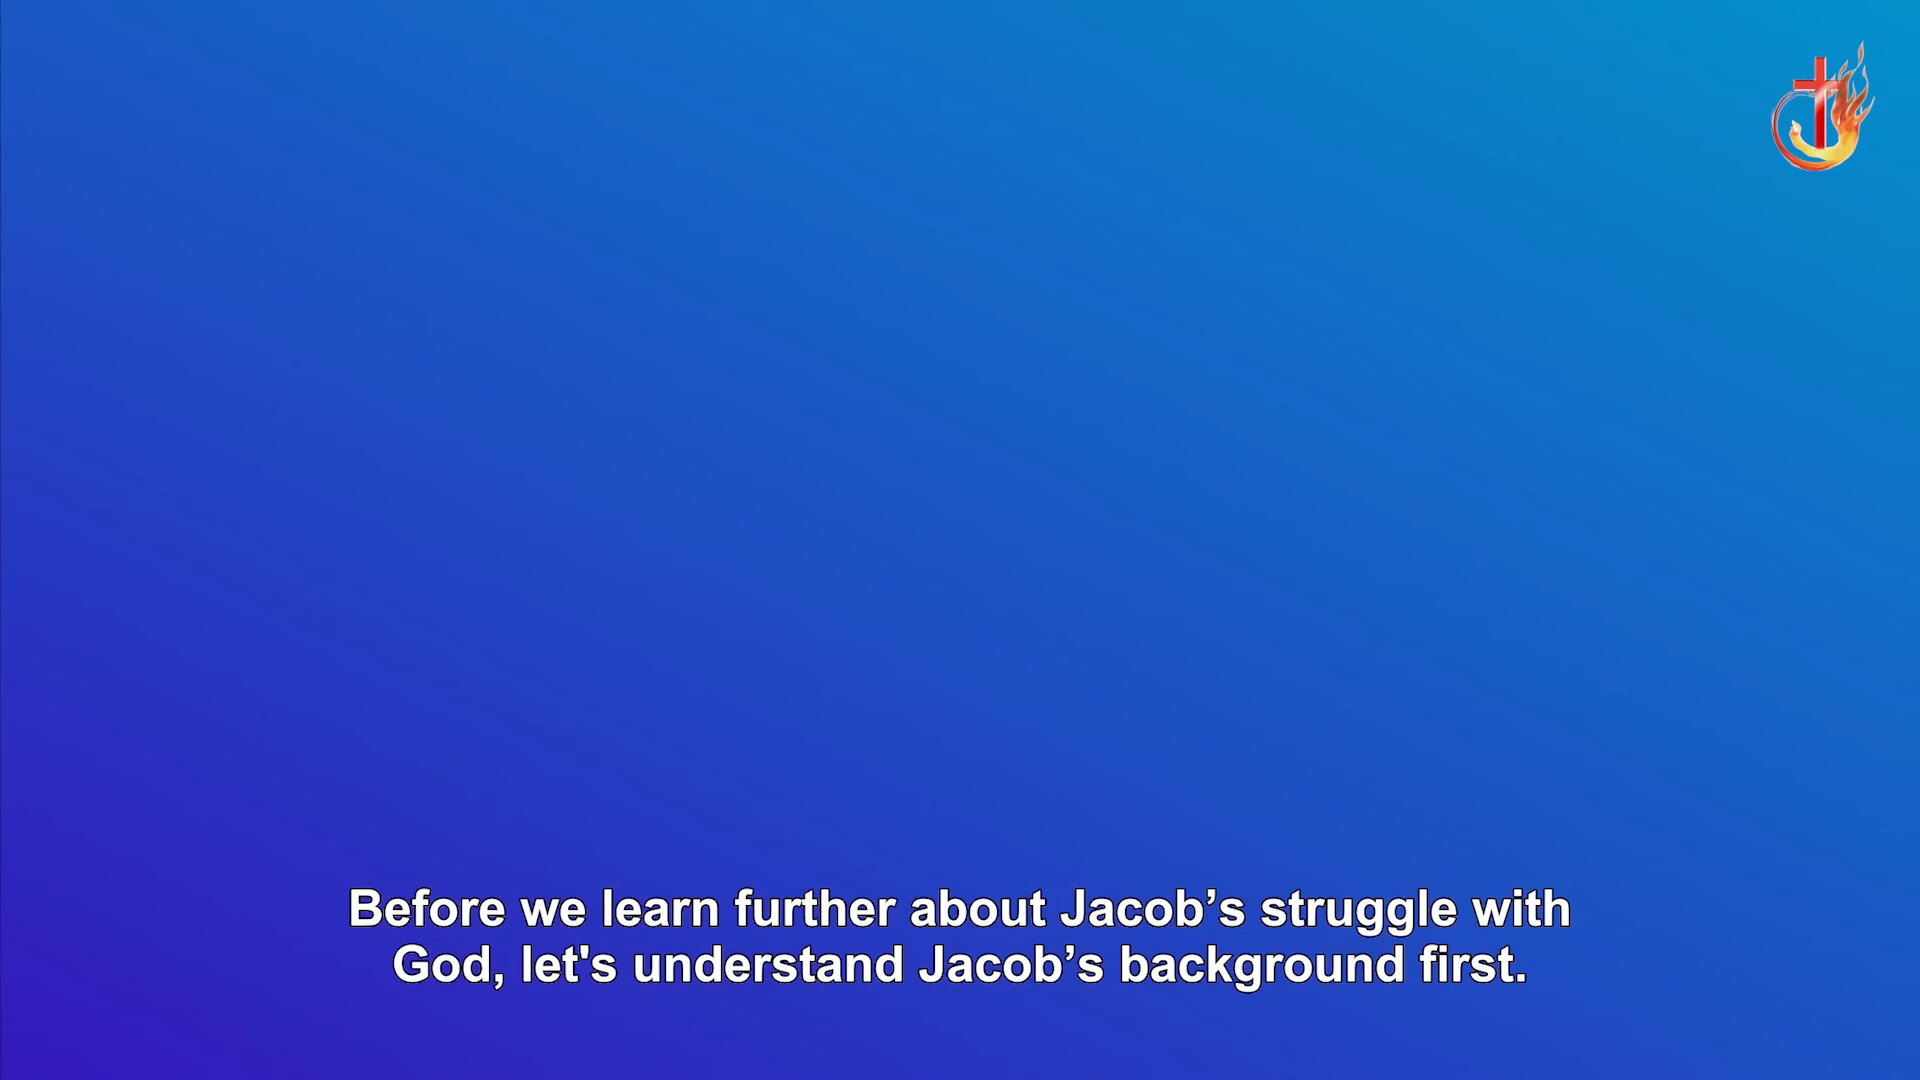 Before we learn further about Jacob’s struggle with
God, let's understand Jacob’s background first.